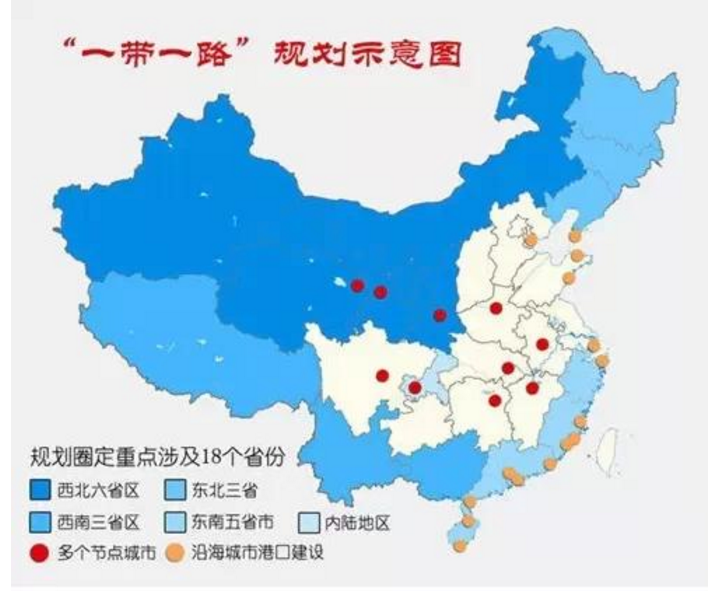 “一带一路”规划示意图
规划圈定重点涉及18个省份
西北六省区 东北三省
西南三省区 东南五省市 内陆地区
多个节点城市 沿海城市港口建设